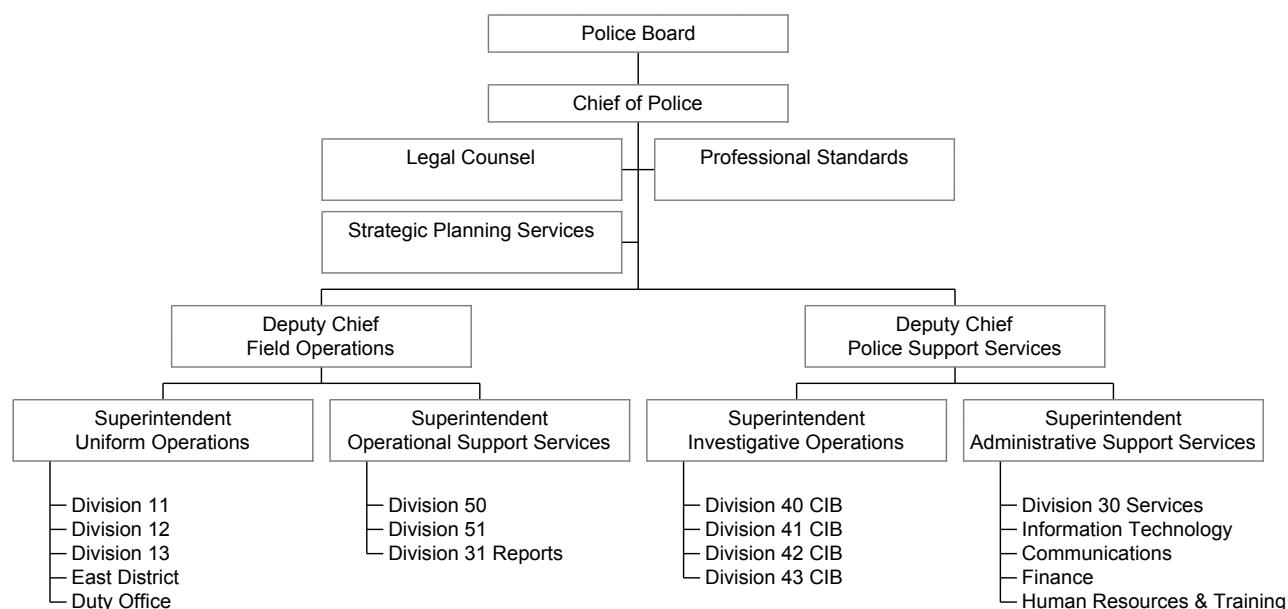 Police Board
Chief of Police
Legal Counsel
Professional Standards
Strategic Planning Services
Deputy Chief
Field Operations
Deputy Chief
Police Support Services
Superintendent
Uniform Operations
Superintendent
Operational Support Services
Superintendent
Investigative Operations
Superintendent
Administrative Support Services
Division 11
Division 12
Division 13
East District
Duty Office
Division 50
Division 51
Division 31 Reports
Division 40 CIB
Division 41 CIB
Division 42 CIB
Division 43 CIB
Division 30 Services
Information Technology
Communications
Finance
Human Resources & Training